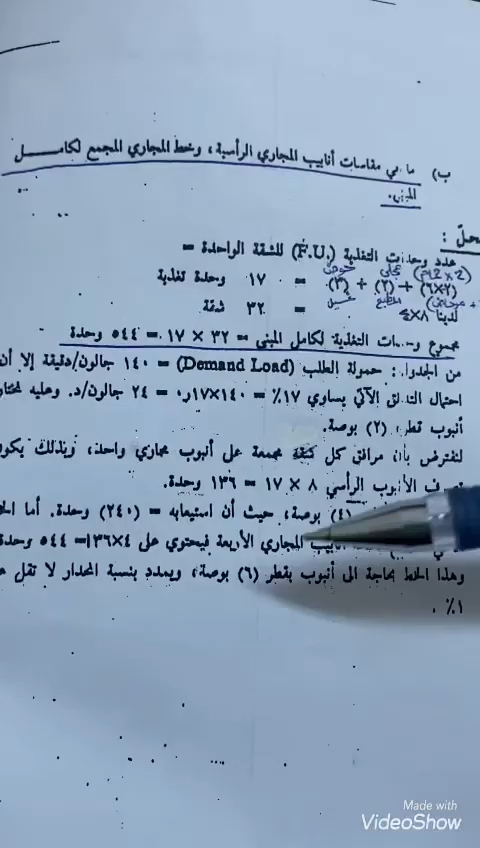 ب) ما هي مقاسات أنابيب المجاري الرأسية، وخط المجاري المجمع لكامل
المبنى.
الحل :
عدد وحدات التغذية (F.U.) للشقة الواحدة =
(٦×٢) + (٢) + (٣) = ١٧ وحدة تغذية
لدينا ٨×٤ = ٣٢ شقة
مجموع وحدات التغذية لكامل المبنى = ٣٢ × ١٧ = ٥٤٤ وحدة
من الجدول: حمولة الطلب (Demand Load) = ١٤٠ جالون/دقيقة إلا أن
احتمال التدفق الآني يساوي ١٧٪ = ١٤٠×١٧ر٠ = ٢٤ جالون/د. وعليه
أنبوب قطر (٢) بوصة.
لنفترض بأن مرافق كل شقة مجمعة على أنبوب مجاري واحد، وبذلك
الأنبوب الرأسي ٨ × ١٧ = ١٣٦ وحدة.
(٤) بوصة، حيث أن استيعابه = (٢٤٠) وحدة. أما
المجاري الأربعة فيحتوي على ٤×١٣٦= ٥٤٤ وحدة
وهذا الخط بحاجة الى أنبوب بقطر (٦) بوصة، ويمدد بنسبة انحدار لا تقل
١٪ .
Made with
VideoShow